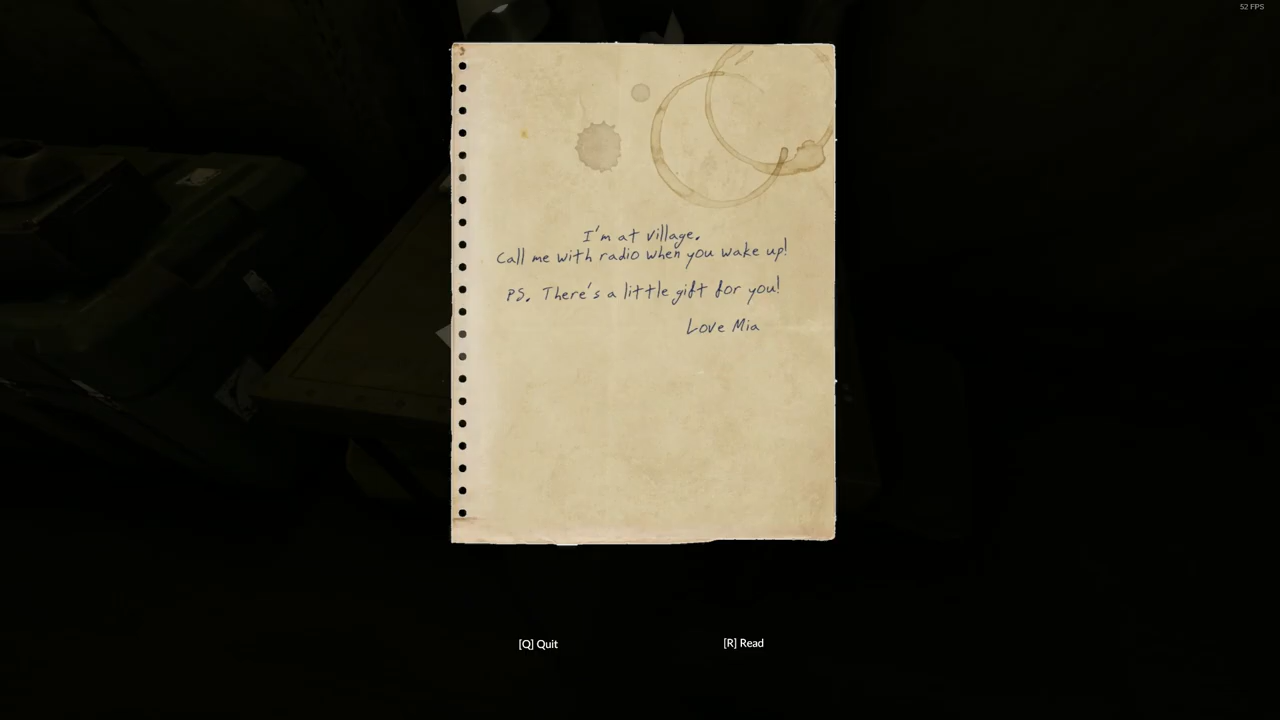 52 FPS
I'm at village.
Call me with radio when you wake up!
PS. There's a little gift for you!
Love Mia
[Q] Quit
[R] Read